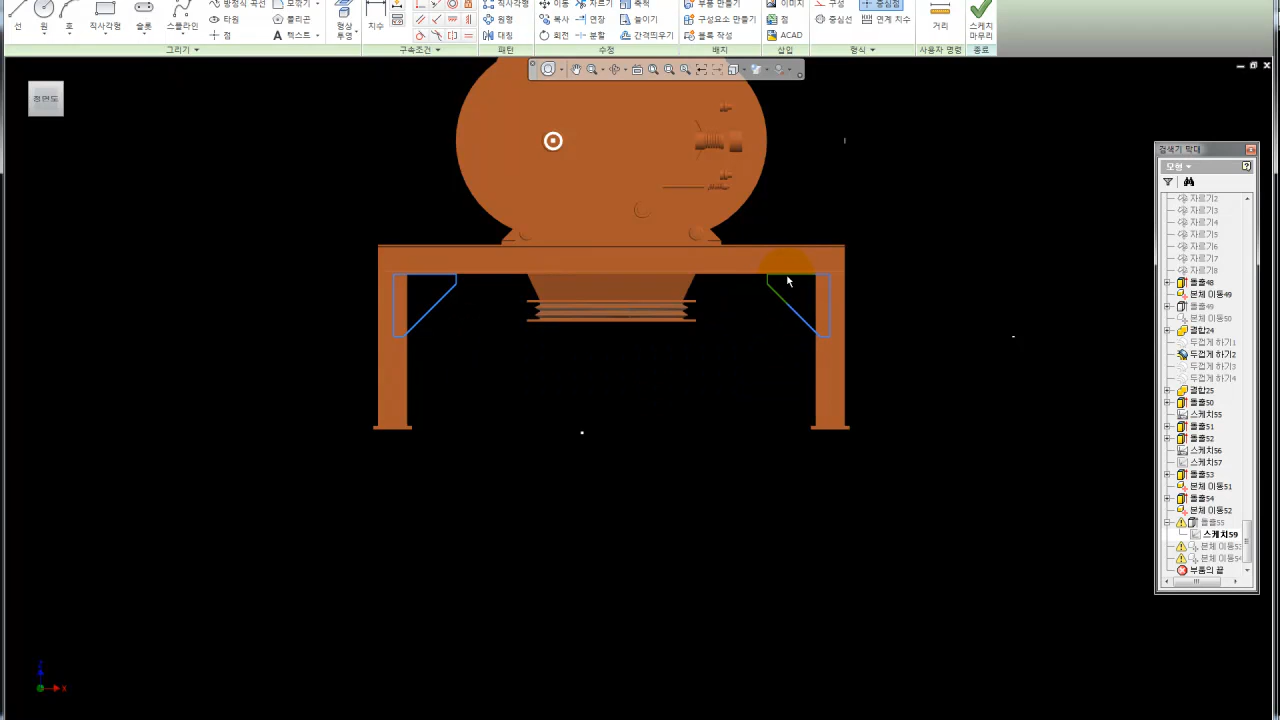 방정식 곡선
모깎기
직사각형
이동
자르기
축척
부품 만들기
이미지
구성
중심점
선
원
호
직사각형
슬롯
스플라인
타원
폴리곤
형상
투영
지수
원형
복사
연장
늘이기
구성요소 만들기
점
중심선
연계 치수
거리
스케치
마무리
점
텍스트
대칭
회전
분할
간격띄우기
블록 작성
ACAD
그리기
구속조건
패턴
수정
배치
삽입
형식
사용자 명령
종료
정면도
검색기 막대
모형
자르기2
자르기3
자르기4
자르기5
자르기6
자르기7
자르기8
돌출48
본체 이동49
돌출49
본체 이동50
결합24
두껍게 하기1
두껍게 하기2
두껍게 하기3
두껍게 하기4
결합25
돌출50
스케치55
돌출51
돌출52
스케치56
스케치57
돌출53
본체 이동51
돌출54
본체 이동52
돌출55
스케치59
본체 이동53
본체 이동54
부품의 끝
Z
X